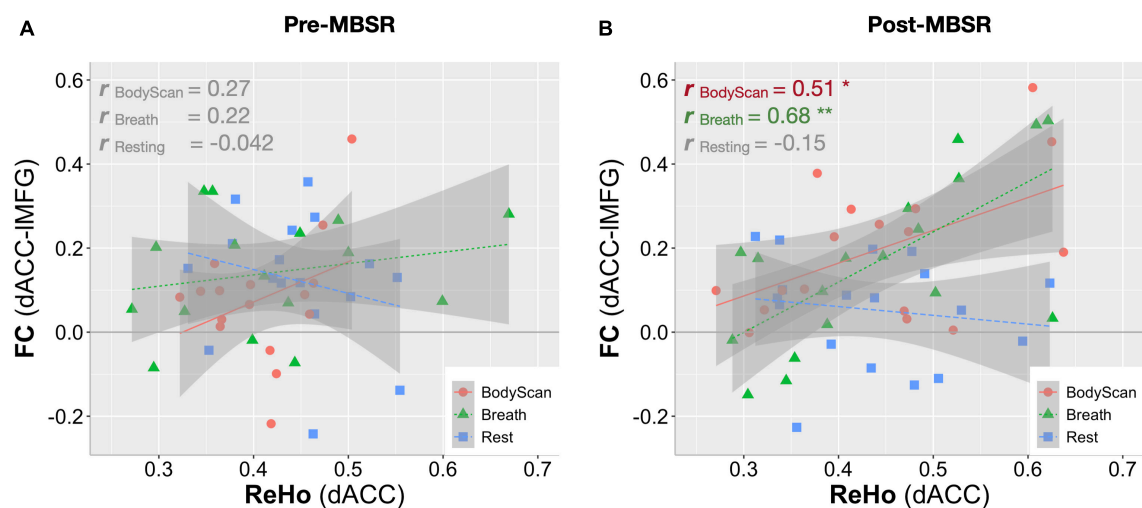 A
Pre-MBSR
r BodyScan = 0.27
r Breath = 0.22
r Resting = -0.042
FC (dACC-lMFG)
0.6
0.4
0.2
0.0
-0.2
BodyScan
Breath
Rest
0.3 0.4 0.5 0.6 0.7
ReHo (dACC)
B
Post-MBSR
r BodyScan = 0.51 *
r Breath = 0.68 **
r Resting = -0.15
FC (dACC-lMFG)
0.6
0.4
0.2
0.0
-0.2
BodyScan
Breath
Rest
0.3 0.4 0.5 0.6 0.7
ReHo (dACC)